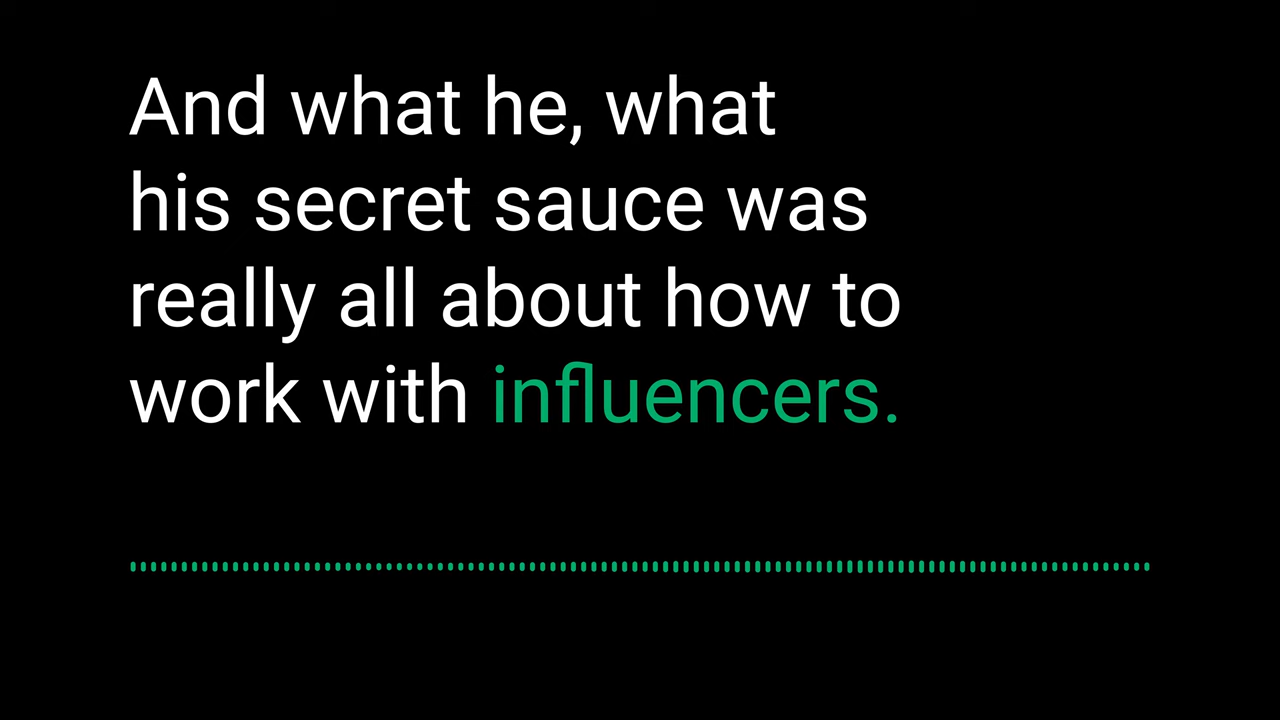 And what he, what
his secret sauce was
really all about how to
work with influencers.